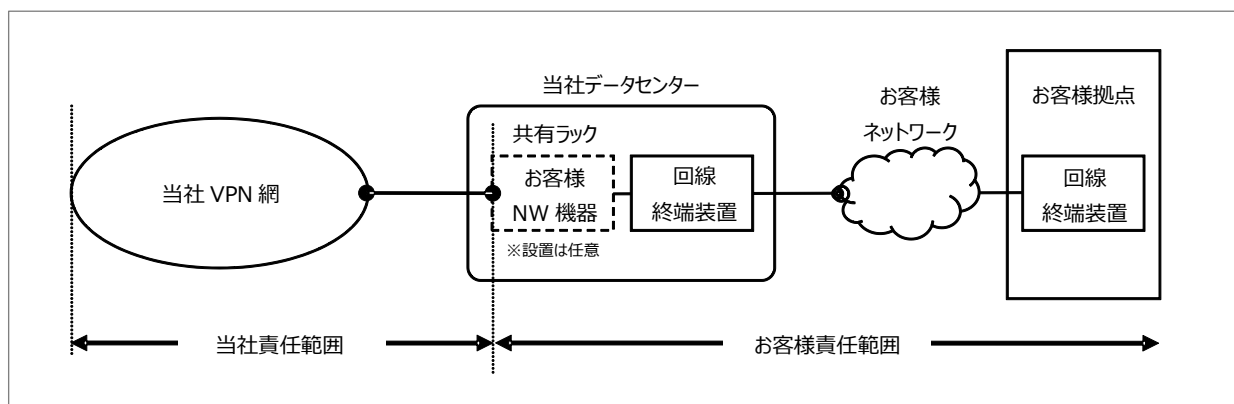 当社データセンター
お客様
ネットワーク
お客様拠点
共有ラック
当社 VPN 網
お客様
NW 機器
※設置は任意
回線
終端装置
回線
終端装置
当社責任範囲
お客様責任範囲